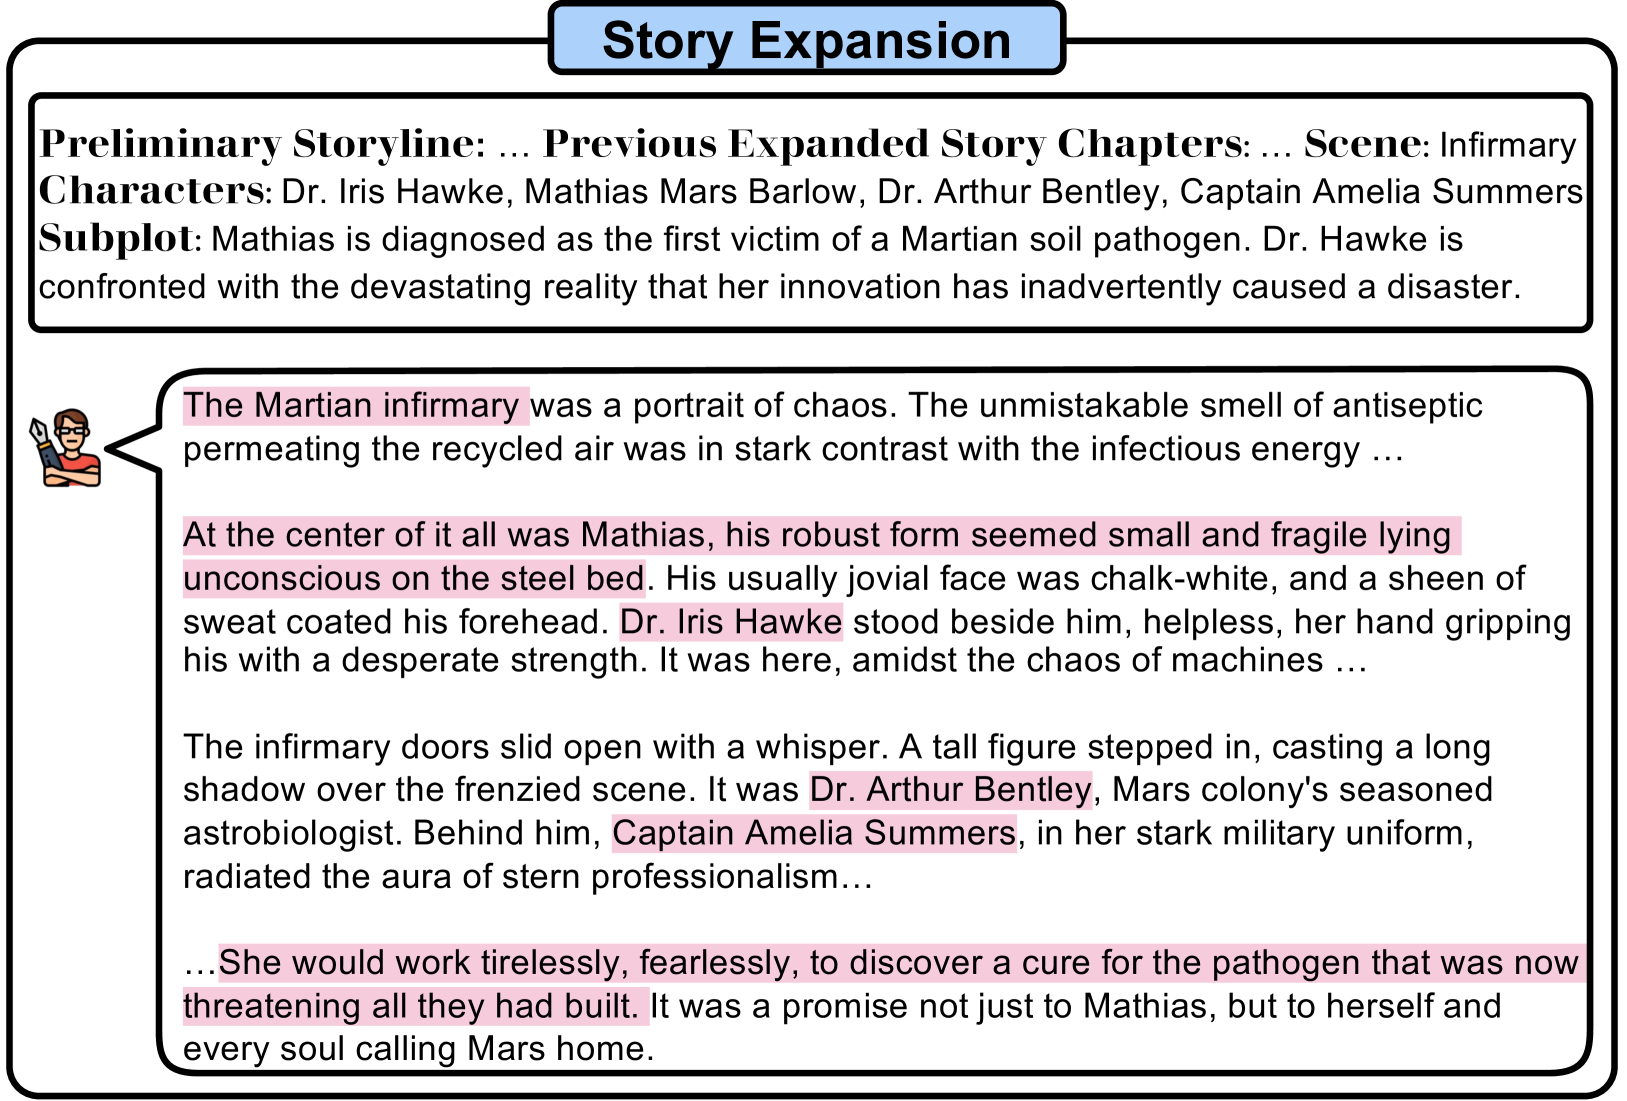 Story Expansion
Preliminary Storyline: ... Previous Expanded Story Chapters: ... Scene: Infirmary
Characters: Dr. Iris Hawke, Mathias Mars Barlow, Dr. Arthur Bentley, Captain Amelia Summers
Subplot: Mathias is diagnosed as the first victim of a Martian soil pathogen. Dr. Hawke is
confronted with the devastating reality that her innovation has inadvertently caused a disaster.
The Martian infirmary was a portrait of chaos. The unmistakable smell of antiseptic
permeating the recycled air was in stark contrast with the infectious energy ...
At the center of it all was Mathias, his robust form seemed small and fragile lying
unconscious on the steel bed. His usually jovial face was chalk-white, and a sheen of
sweat coated his forehead. Dr. Iris Hawke stood beside him, helpless, her hand gripping
his with a desperate strength. It was here, amidst the chaos of machines ...
The infirmary doors slid open with a whisper. A tall figure stepped in, casting a long
shadow over the frenzied scene. It was Dr. Arthur Bentley, Mars colony's seasoned
astrobiologist. Behind him, Captain Amelia Summers, in her stark military uniform,
radiated the aura of stern professionalism...
...She would work tirelessly, fearlessly, to discover a cure for the pathogen that was now
threatening all they had built. It was a promise not just to Mathias, but to herself and
every soul calling Mars home.